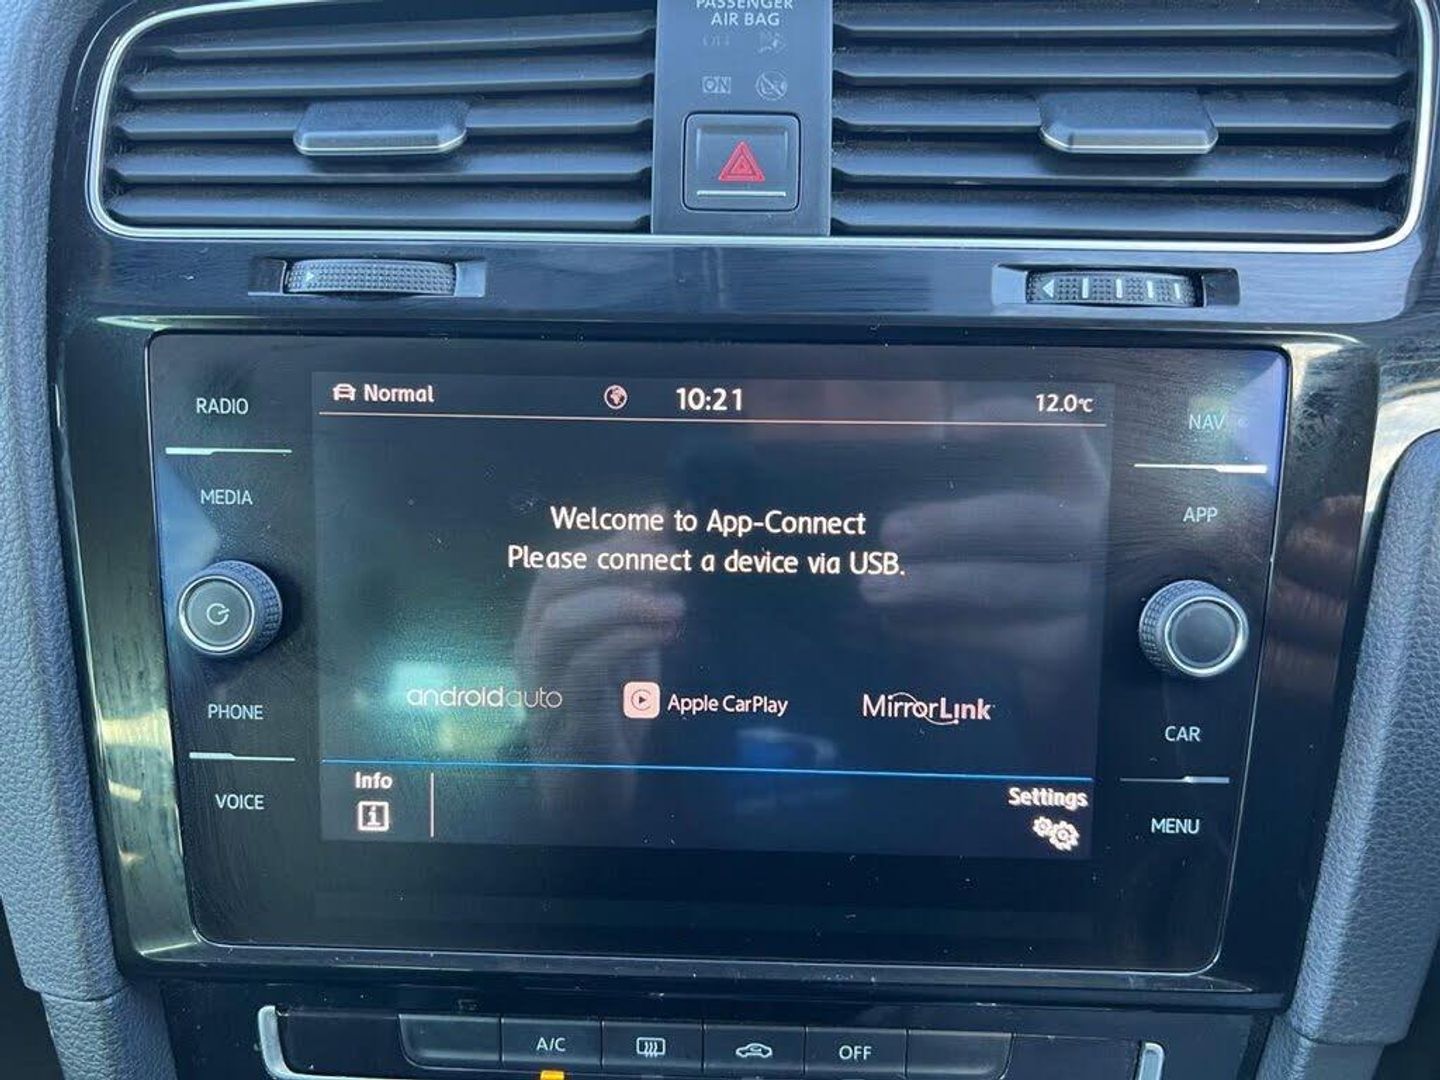 PASSENGER
AIR BAG
OFF
ON
Normal
10:21
12.0°C
RADIO
NAV
MEDIA
APP
Welcome to App-Connect
Please connect a device via USB.
androidauto
Apple CarPlay
MirrorLink
PHONE
CAR
VOICE
MENU
Info
i
Settings
A/C
OFF